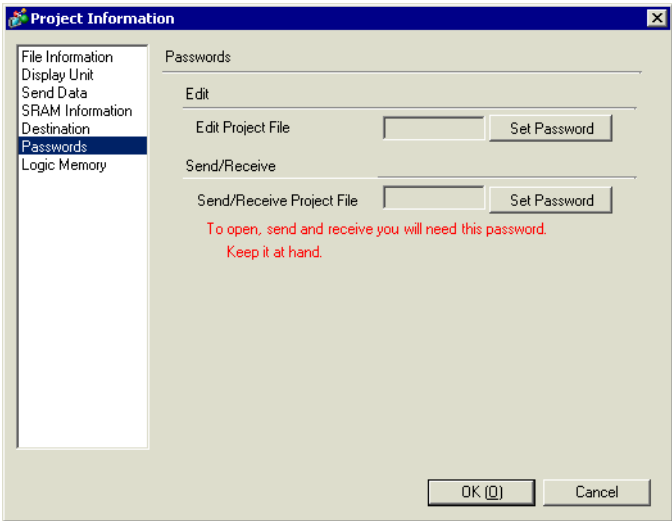 Project Information
File Information
Display Unit
Send Data
SRAM Information
Destination
Passwords
Logic Memory
Passwords
Edit
Edit Project File Set Password
Send/Receive
Send/Receive Project File Set Password
To open, send and receive you will need this password.
Keep it at hand.
OK (O) Cancel